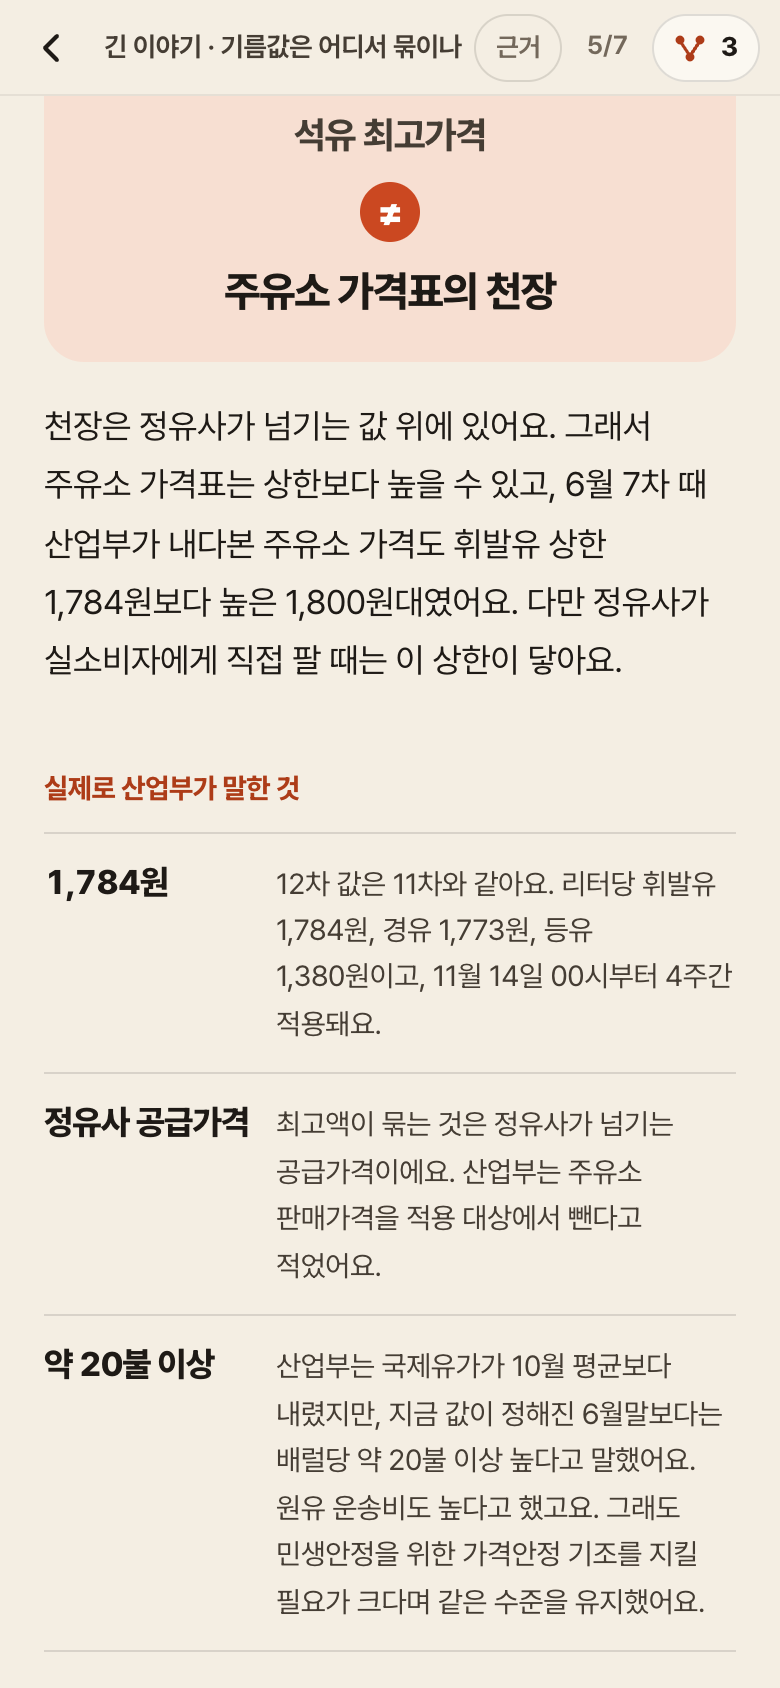 긴 이야기 · 기름값은 어디서 묶이나
근거
5/7
3
석유 최고가격
≠
주유소 가격표의 천장
천장은 정유사가 넘기는 값 위에 있어요. 그래서
주유소 가격표는 상한보다 높을 수 있고, 6월 7차 때
산업부가 내다본 주유소 가격도 휘발유 상한
1,784원보다 높은 1,800원대였어요. 다만 정유사가
실소비자에게 직접 팔 때는 이 상한이 닿아요.
실제로 산업부가 말한 것
1,784원
12차 값은 11차와 같아요. 리터당 휘발유
1,784원, 경유 1,773원, 등유
1,380원이고, 11월 14일 00시부터 4주간
적용돼요.
정유사 공급가격
최고액이 묶는 것은 정유사가 넘기는
공급가격이에요. 산업부는 주유소
판매가격을 적용 대상에서 뺀다고
적었어요.
약 20불 이상
산업부는 국제유가가 10월 평균보다
내렸지만, 지금 값이 정해진 6월말보다는
배럴당 약 20불 이상 높다고 말했어요.
원유 운송비도 높다고 했고요. 그래도
민생안정을 위한 가격안정 기조를 지킬
필요가 크다며 같은 수준을 유지했어요.